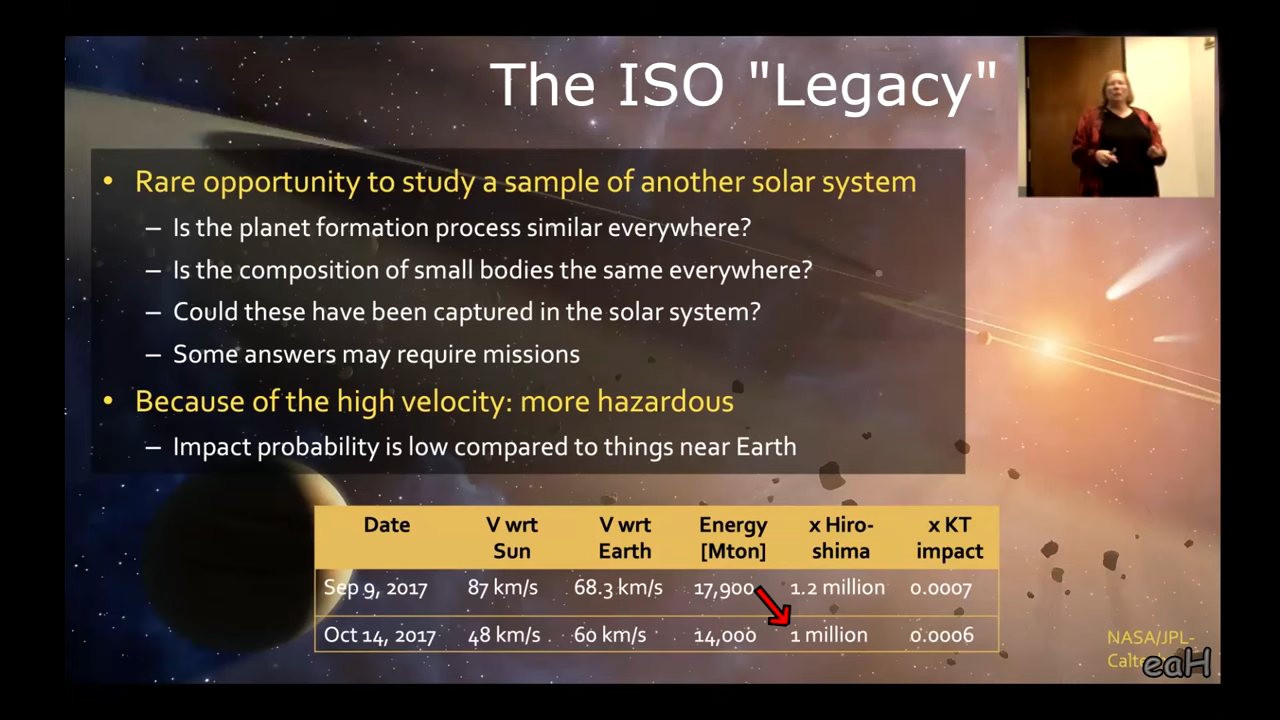 The ISO "Legacy"
• Rare opportunity to study a sample of another solar system
– Is the planet formation process similar everywhere?
– Is the composition of small bodies the same everywhere?
– Could these have been captured in the solar system?
– Some answers may require missions
• Because of the high velocity: more hazardous
– Impact probability is low compared to things near Earth
Date V wrt Sun V wrt Earth Energy [Mton] x Hiro-shima x KT impact
Sep 9, 2017 87 km/s 68.3 km/s 17,900 1.2 million 0.0007
Oct 14, 2017 48 km/s 60 km/s 14,000 1 million 0.0006
NASA/JPL-
eaH